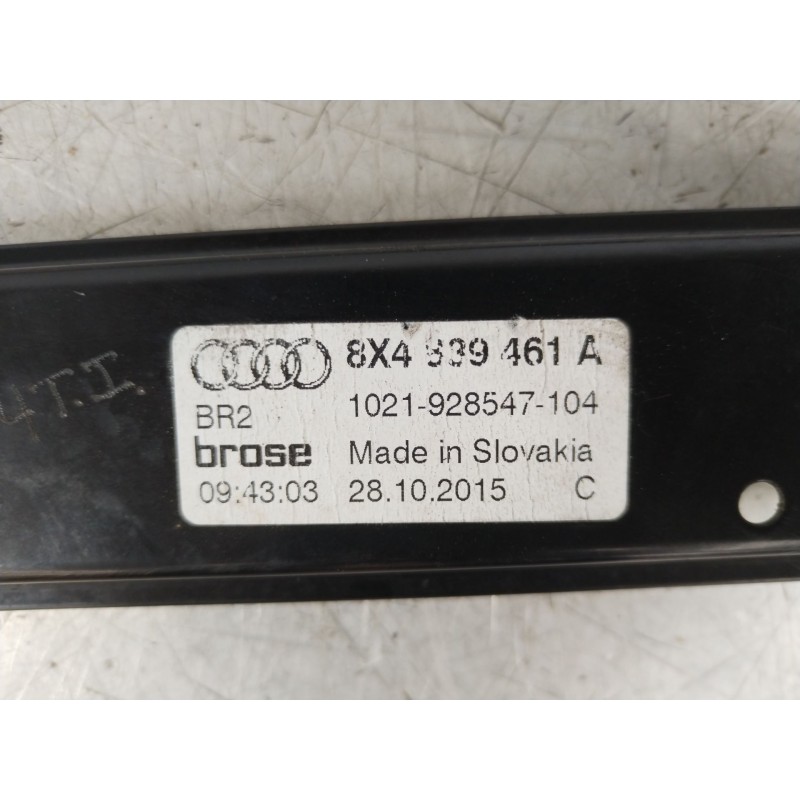 8X4 839 461 A
BR2 1021-928547-104
brose Made in Slovakia
09:43:03 28.10.2015 C